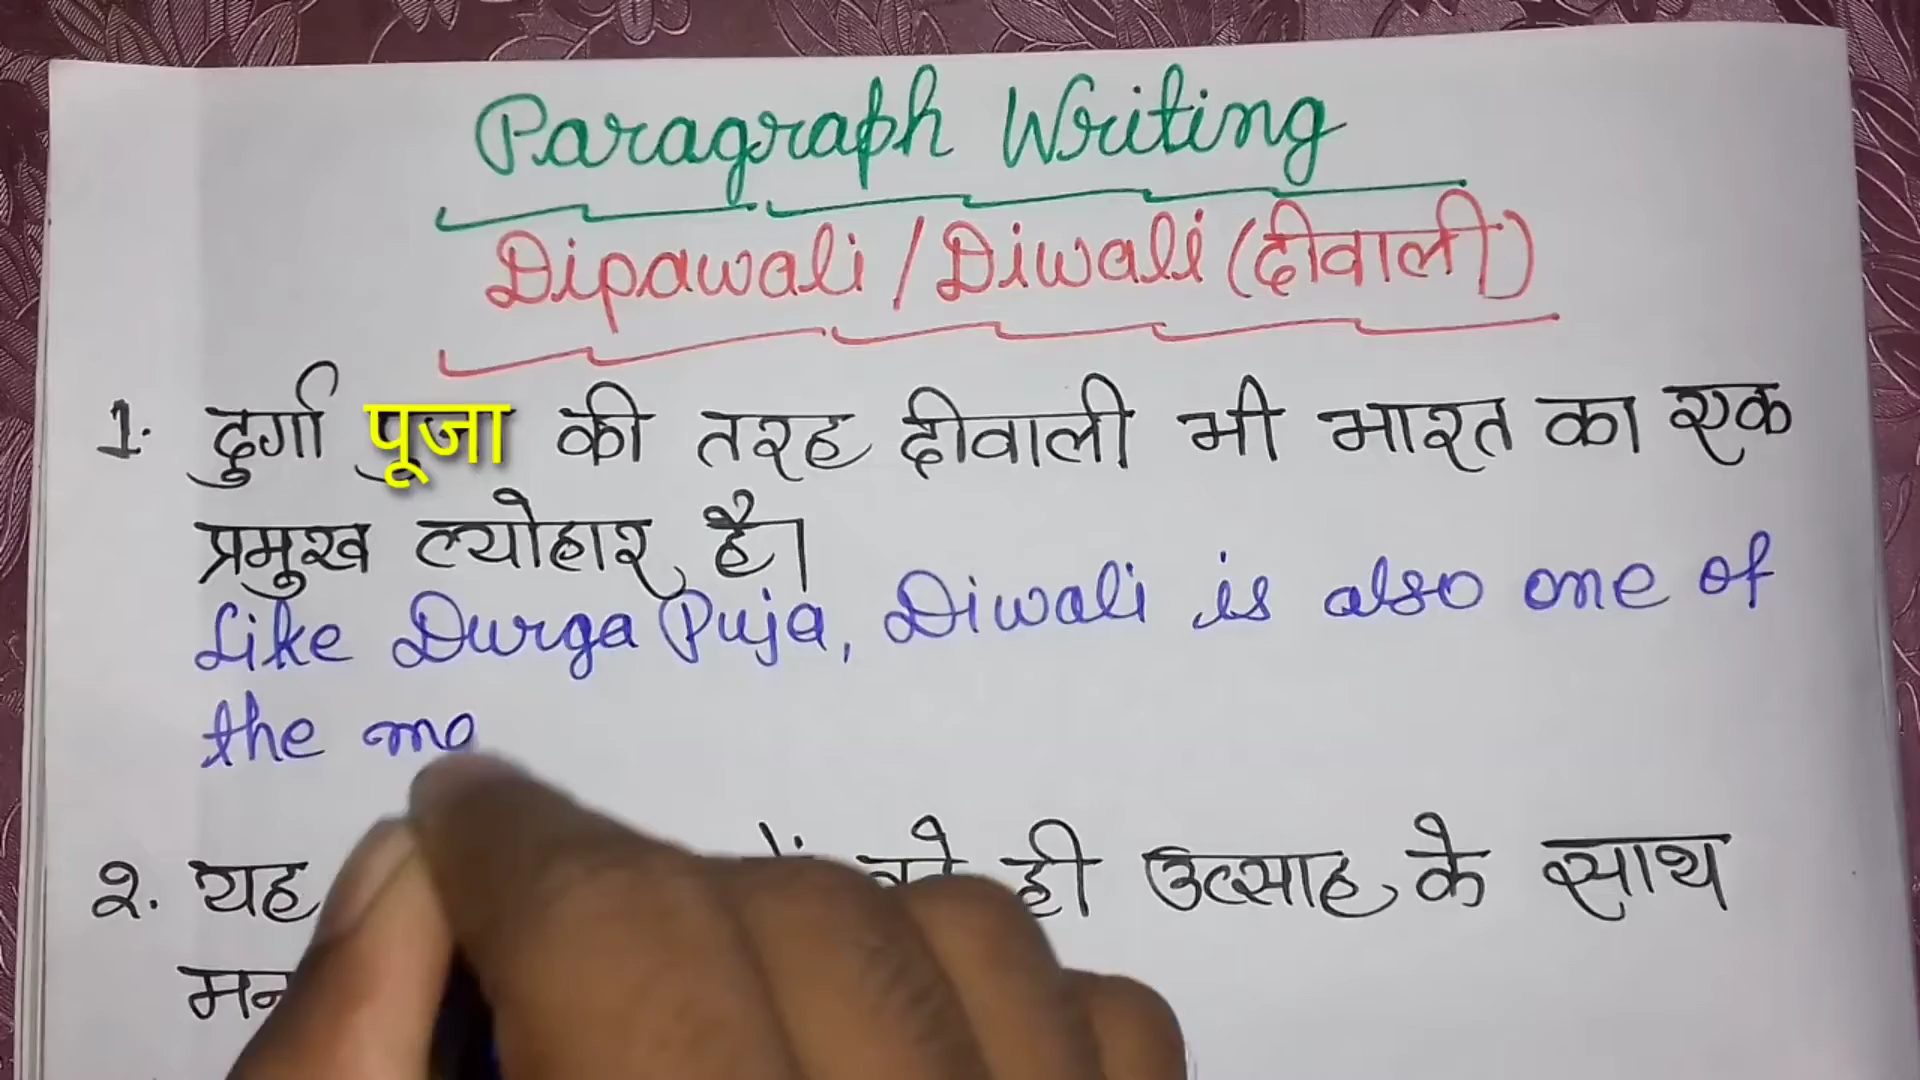 Paragraph Writing
Dipawali / Diwali (दीवाली)
1. दुर्गा पूजा की तरह दीवाली भी भारत का एक
प्रमुख त्योहार है।
Like Durga Puja, Diwali is also one of
the
२. यह ही उत्साह के साथ